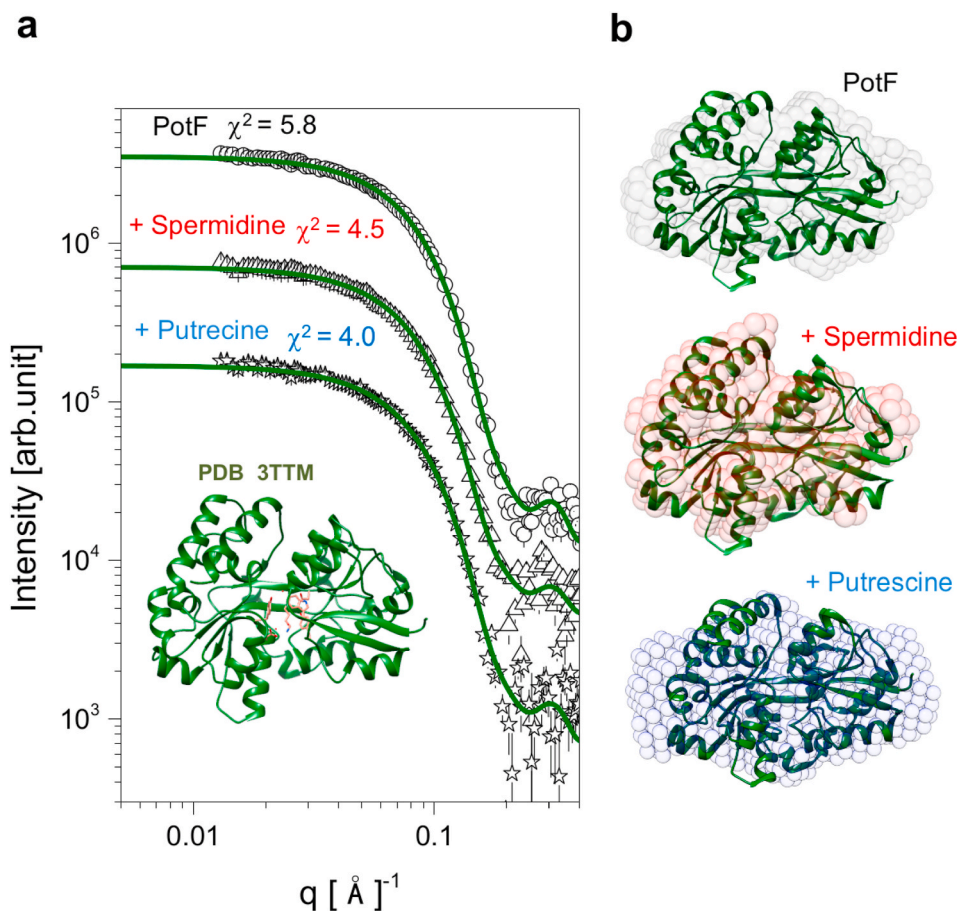 a
PotF χ² = 5.8
+ Spermidine χ² = 4.5
+ Putrecine χ² = 4.0
PDB 3TTM
Intensity [arb.unit]
10⁶
10⁵
10⁴
10³
0.01 0.1
q [ Å ]⁻¹
b
PotF
+ Spermidine
+ Putrescine